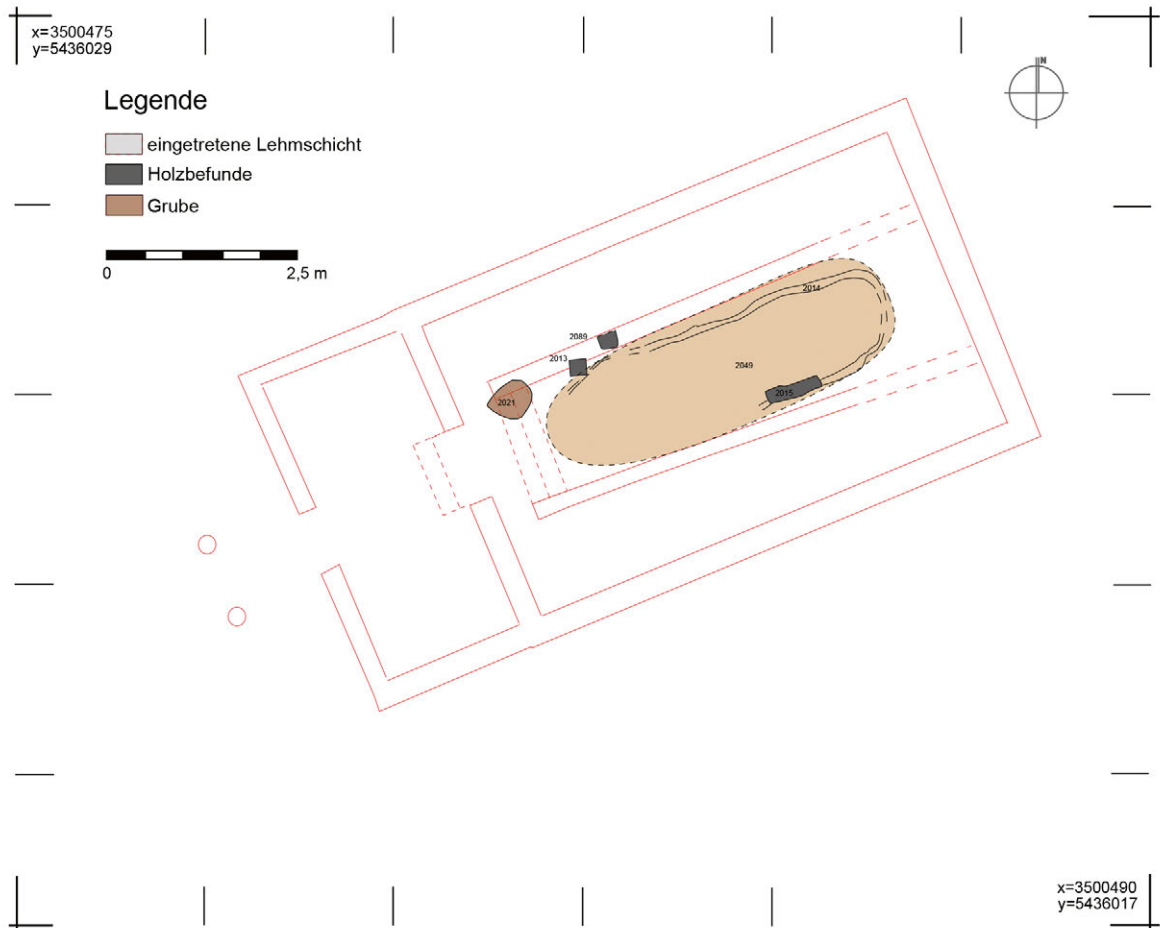 x=3500475
y=5436029
N
Legende
eingetretene Lehmschicht
Holzbefunde
Grube
0 2,5 m
2014
2089
2013
2049
2015
2021
x=3500490
y=5436017